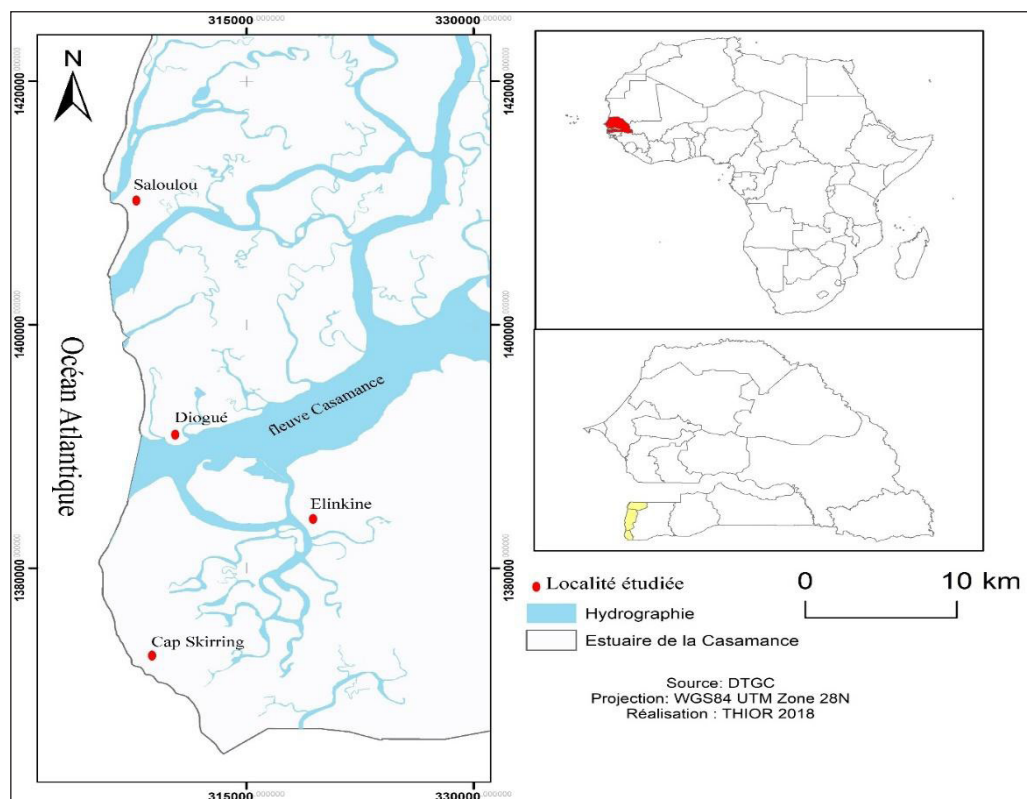 315000.000000
330000.000000
N
1420000.000000
1420000.000000
Saloulou
1400000.000000
1400000.000000
Océan Atlantique
fleuve Casamance
Diogué
Elinkine
1380000.000000
1380000.000000
Cap Skirring
315000.000000
330000.000000
Localité étudiée
Hydrographie
Estuaire de la Casamance
0 10 km
Source: DTGC
Projection: WGS84 UTM Zone 28N
Réalisation : THIOR 2018